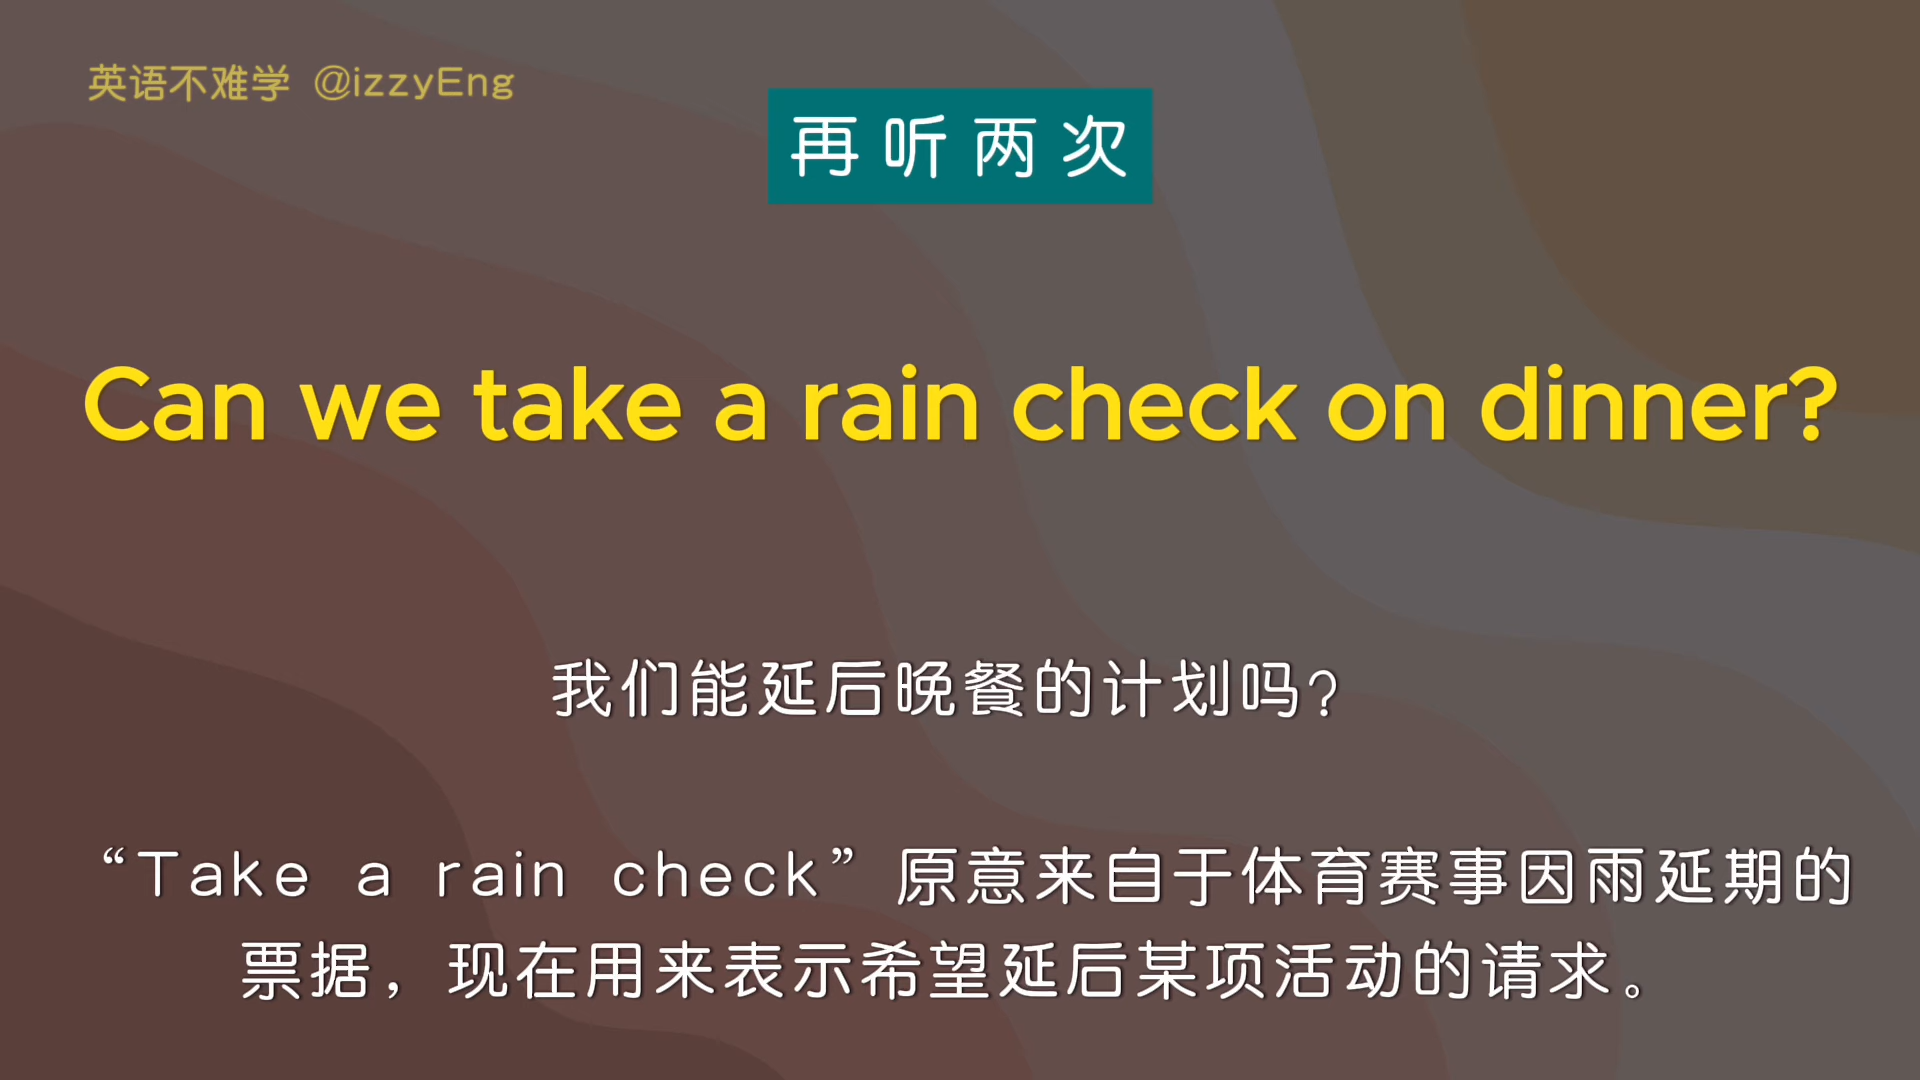 英语不难学 @izzyEng
再听两次
Can we take a rain check on dinner?
我们能延后晚餐的计划吗?
“Take a rain check”原意来自于体育赛事因雨延期的
票据，现在用来表示希望延后某项活动的请求。